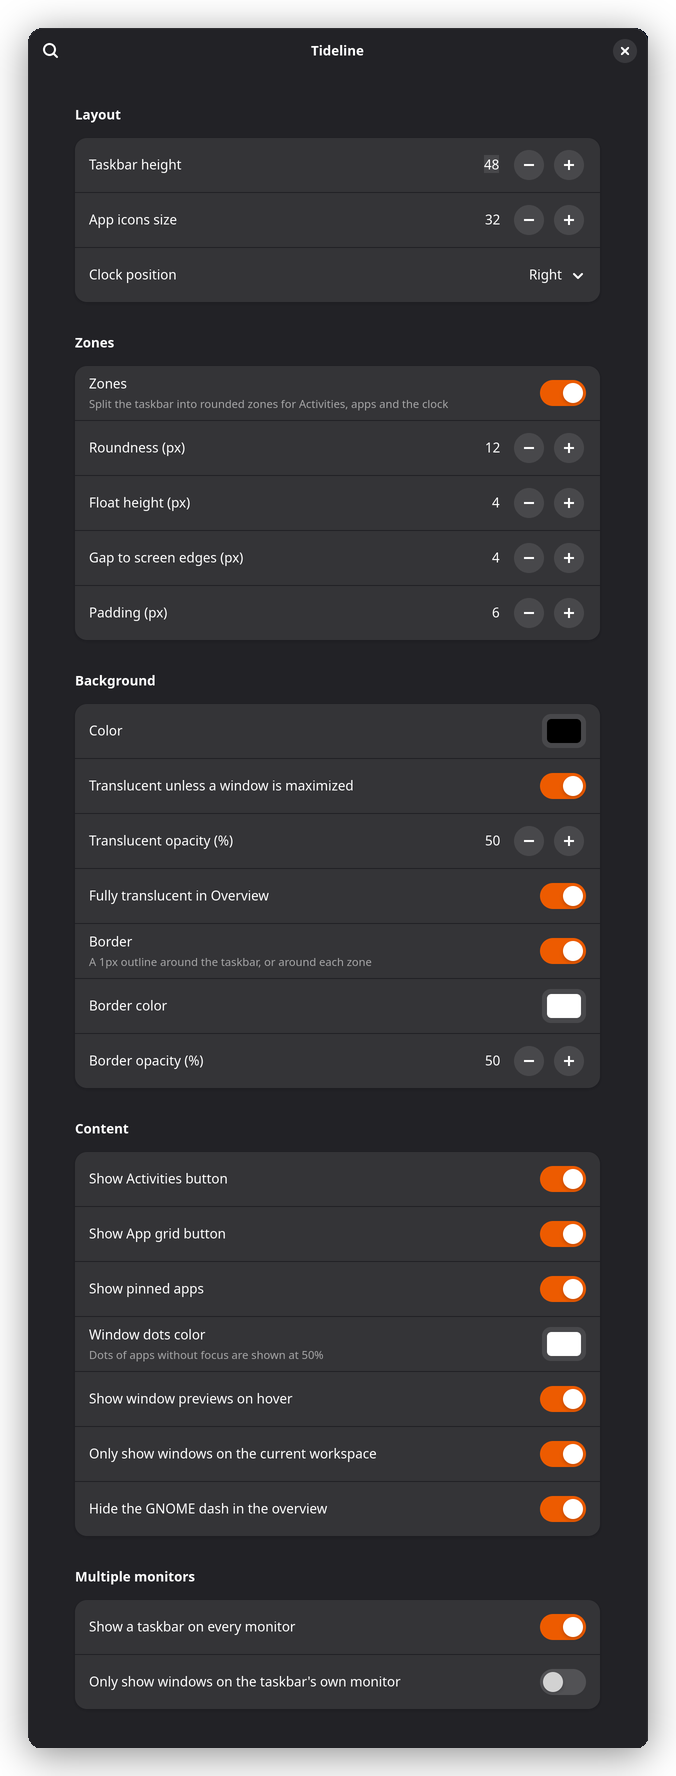 Tideline
Layout
Taskbar height 48
App icons size 32
Clock position Right
Zones
Zones
Split the taskbar into rounded zones for Activities, apps and the clock
Roundness (px) 12
Float height (px) 4
Gap to screen edges (px) 4
Padding (px) 6
Background
Color
Translucent unless a window is maximized
Translucent opacity (%) 50
Fully translucent in Overview
Border
A 1px outline around the taskbar, or around each zone
Border color
Border opacity (%) 50
Content
Show Activities button
Show App grid button
Show pinned apps
Window dots color
Dots of apps without focus are shown at 50%
Show window previews on hover
Only show windows on the current workspace
Hide the GNOME dash in the overview
Multiple monitors
Show a taskbar on every monitor
Only show windows on the taskbar's own monitor